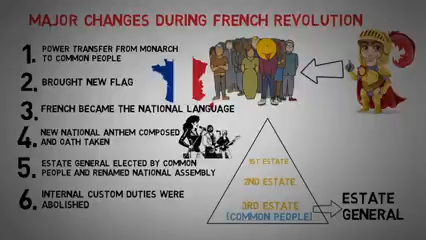 MAJOR CHANGES DURING FRENCH REVOLUTION
1. POWER TRANSFER FROM MONARCH
TO COMMON PEOPLE
2. BROUGHT NEW FLAG
3. FRENCH BECAME THE NATIONAL LANGUAGE
4. NEW NATIONAL ANTHEM COMPOSED
AND OATH TAKEN
5. ESTATE GENERAL ELECTED BY COMMON
PEOPLE AND RENAMED NATIONAL ASSEMBLY
6. INTERNAL CUSTOM DUTIES WERE
ABOLISHED
1ST ESTATE
2ND ESTATE
3RD ESTATE
(COMMON PEOPLE)
ESTATE
GENERAL